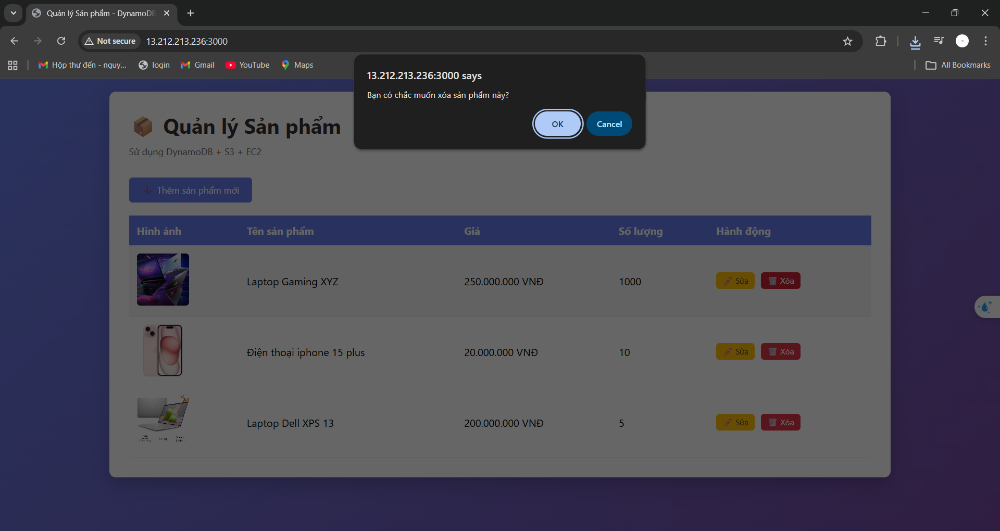 Quản lý Sản phẩm - DynamoDB
Not secure
13.212.213.236:3000
Hộp thư đến - nguy...
login
Gmail
YouTube
Maps
All Bookmarks
13.212.213.236:3000 says
Bạn có chắc muốn xóa sản phẩm này?
OK
Cancel
Quản lý Sản phẩm
Sử dụng DynamoDB + S3 + EC2
Thêm sản phẩm mới
Hình ảnh Tên sản phẩm Giá Số lượng Hành động
Laptop Gaming XYZ 250.000.000 VNĐ 1000 Sửa Xóa
Điện thoại iphone 15 plus 20.000.000 VNĐ 10 Sửa Xóa
AI
Laptop Dell XPS 13 200.000.000 VNĐ 5 Sửa Xóa